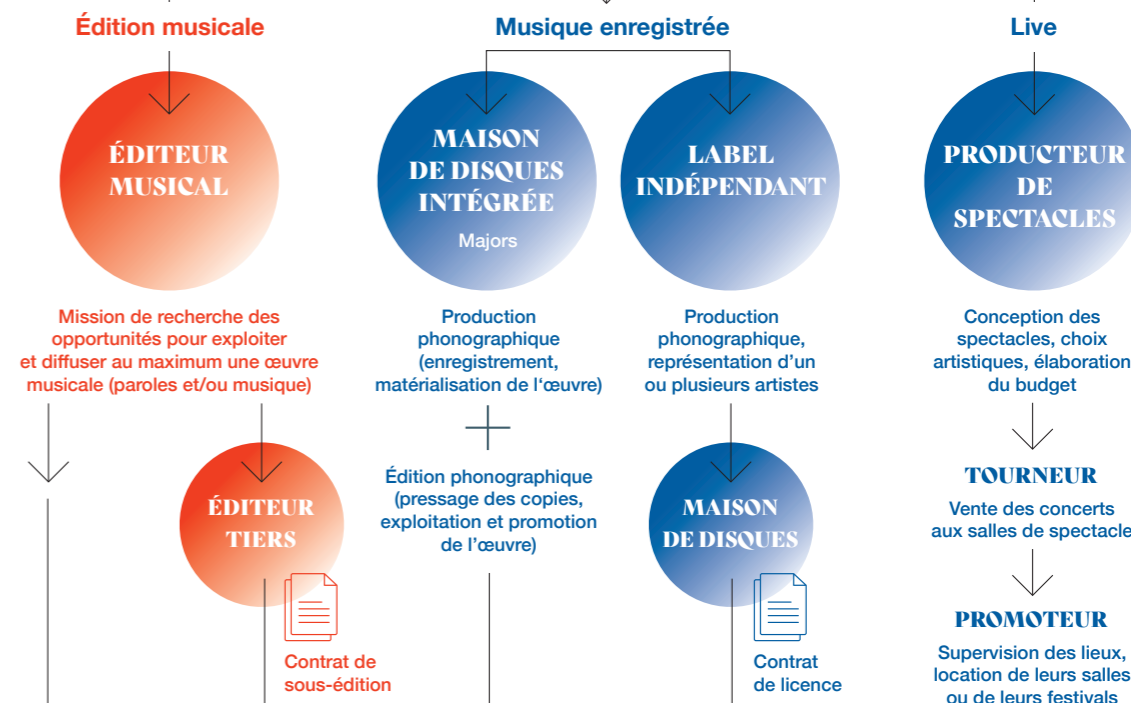 Édition musicale
Musique enregistrée
Live
ÉDITEUR
MUSICAL
MAISON
DE DISQUES
INTÉGRÉE
Majors
LABEL
INDÉPENDANT
PRODUCTEUR
DE
SPECTACLES
Mission de recherche des
opportunités pour exploiter
et diffuser au maximum une œuvre
musicale (paroles et/ou musique)
Production
phonographique
(enregistrement,
matérialisation de l‘œuvre)
Production
phonographique,
représentation d’un
ou plusieurs artistes
Conception des
spectacles, choix
artistiques, élaboration
du budget
ÉDITEUR
TIERS
Édition phonographique
(pressage des copies,
exploitation et promotion
de l’œuvre)
MAISON
DE DISQUES
TOURNEUR
Vente des concerts
aux salles de spectacle
PROMOTEUR
Supervision des lieux,
location de leurs salles
ou de leurs festivals
Contrat de
sous-édition
Contrat
de licence